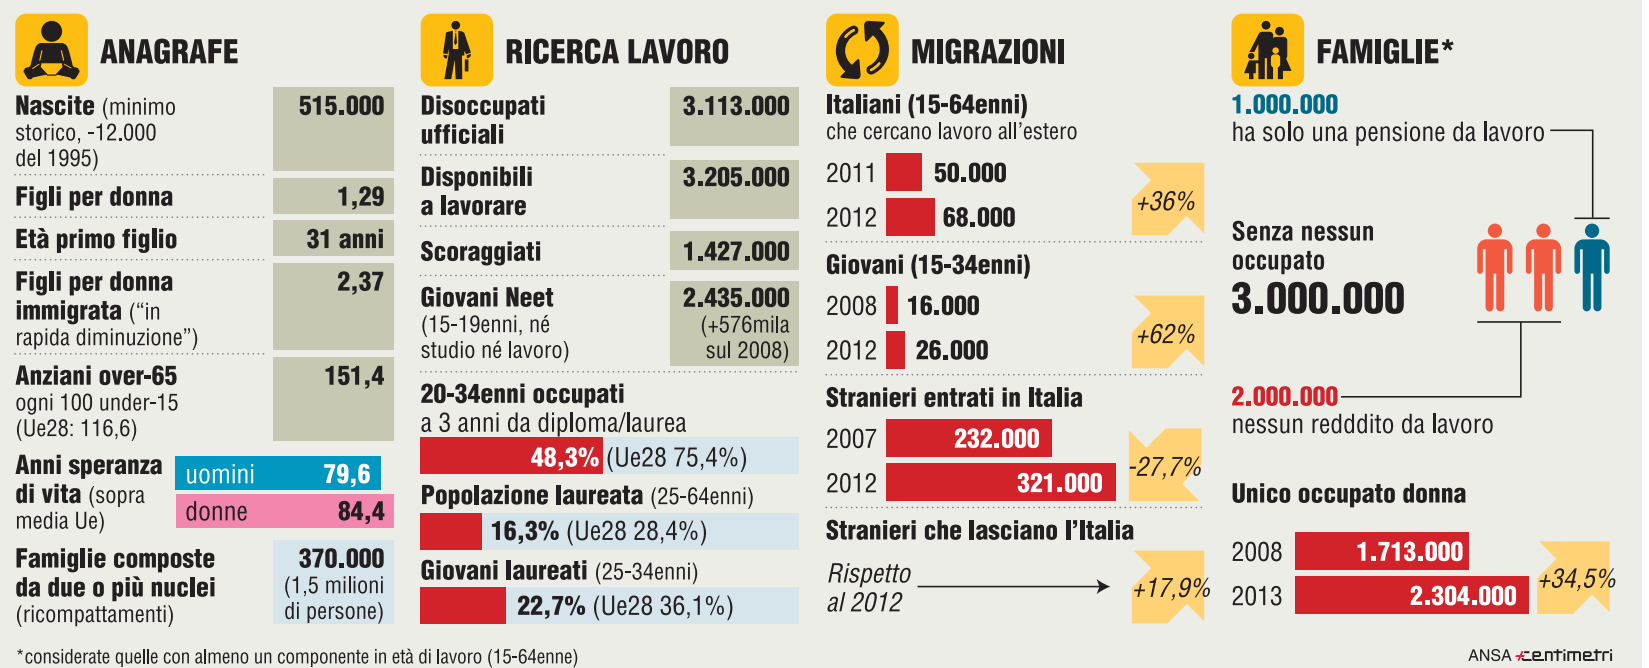 ANAGRAFE
Nascite (minimo
storico, -12.000
del 1995)
515.000
Figli per donna
1,29
Età primo figlio
31 anni
Figli per donna
immigrata (“in
rapida diminuzione”)
2,37
Anziani over-65
ogni 100 under-15
(Ue28: 116,6)
151,4
Anni speranza
di vita (sopra
media Ue)
uomini 79,6
donne 84,4
Famiglie composte
da due o più nuclei
(ricompattamenti)
370.000
(1,5 milioni
di persone)
RICERCA LAVORO
Disoccupati
ufficiali
3.113.000
Disponibili
a lavorare
3.205.000
Scoraggiati
1.427.000
Giovani Neet
(15-19enni, né
studio né lavoro)
2.435.000
(+576mila
sul 2008)
20-34enni occupati
a 3 anni da diploma/laurea
48,3% (Ue28 75,4%)
Popolazione laureata (25-64enni)
16,3% (Ue28 28,4%)
Giovani laureati (25-34enni)
22,7% (Ue28 36,1%)
MIGRAZIONI
Italiani (15-64enni)
che cercano lavoro all’estero
2011 50.000
2012 68.000
+36%
Giovani (15-34enni)
2008 16.000
2012 26.000
+62%
Stranieri entrati in Italia
2007 232.000
2012 321.000
-27,7%
Stranieri che lasciano l’Italia
Rispetto
al 2012
+17,9%
FAMIGLIE*
1.000.000
ha solo una pensione da lavoro
Senza nessun
occupato
3.000.000
2.000.000
nessun redddito da lavoro
Unico occupato donna
2008 1.713.000
2013 2.304.000
+34,5%
*considerate quelle con almeno un componente in età di lavoro (15-64enne)
ANSA centimetri